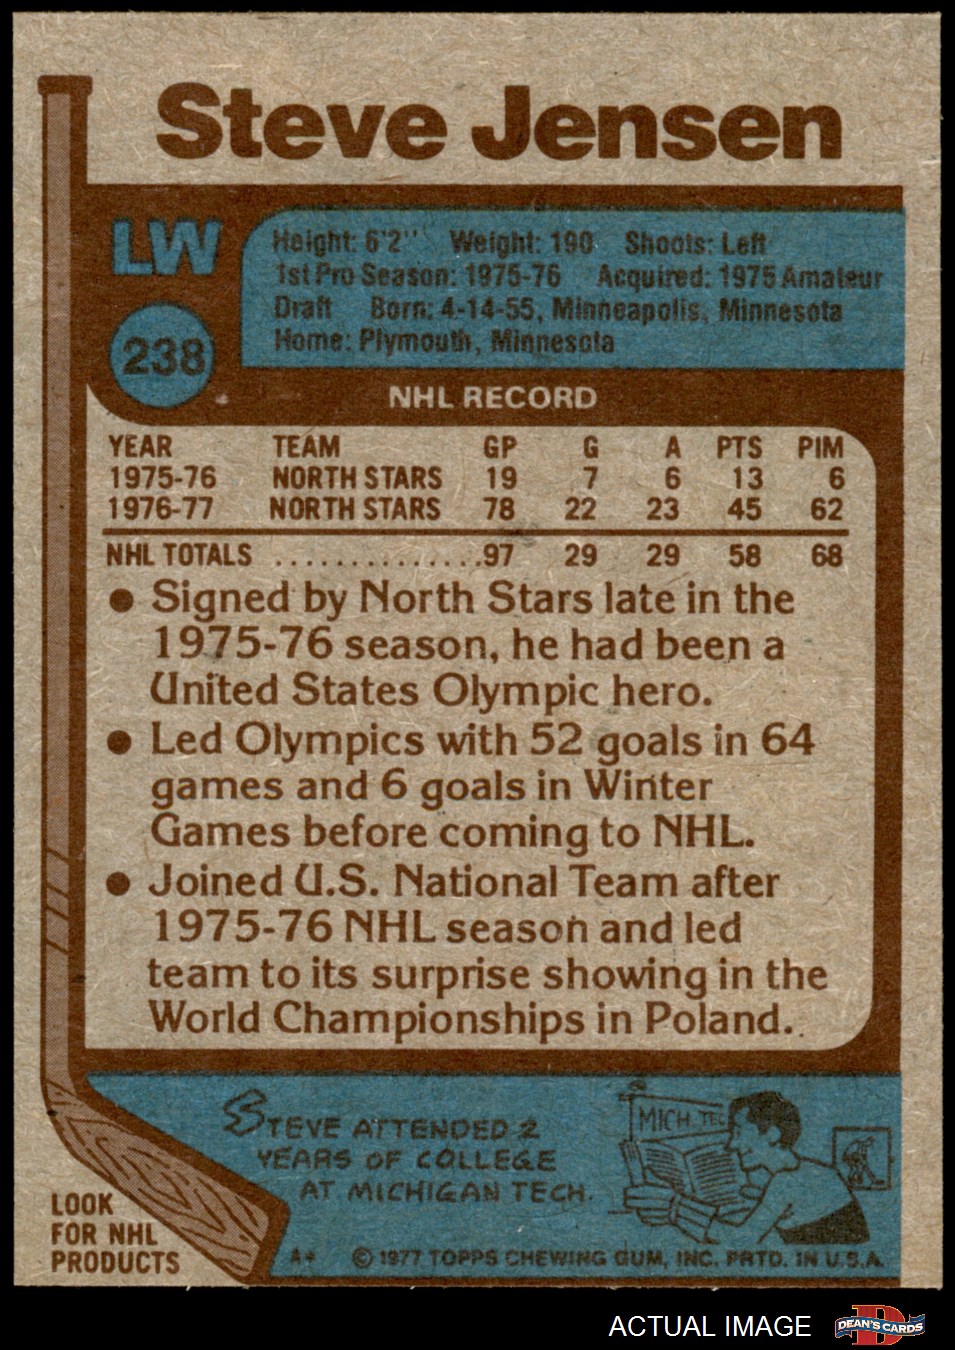 Steve Jensen
LW
238
Height: 6'2" Weight: 190 Shoots: Left
1st Pro Season: 1975-76 Acquired: 1975 Amateur
Draft Born: 4-14-55, Minneapolis, Minnesota
Home: Plymouth, Minnesota
NHL RECORD
YEAR TEAM GP G A PTS PIM
1975-76 NORTH STARS 19 7 6 13 6
1976-77 NORTH STARS 78 22 23 45 62
NHL TOTALS ..............97 29 29 58 68
● Signed by North Stars late in the
1975-76 season, he had been a
United States Olympic hero.
● Led Olympics with 52 goals in 64
games and 6 goals in Winter
Games before coming to NHL.
● Joined U.S. National Team after
1975-76 NHL season and led
team to its surprise showing in the
World Championships in Poland.
STEVE ATTENDED 2
YEARS OF COLLEGE
AT MICHIGAN TECH.
MICH. TEC
LOOK
FOR NHL
PRODUCTS
A* © 1977 TOPPS CHEWING GUM, INC. PRTD. IN U.S.A.
ACTUAL IMAGE
DEAN'S CARDS